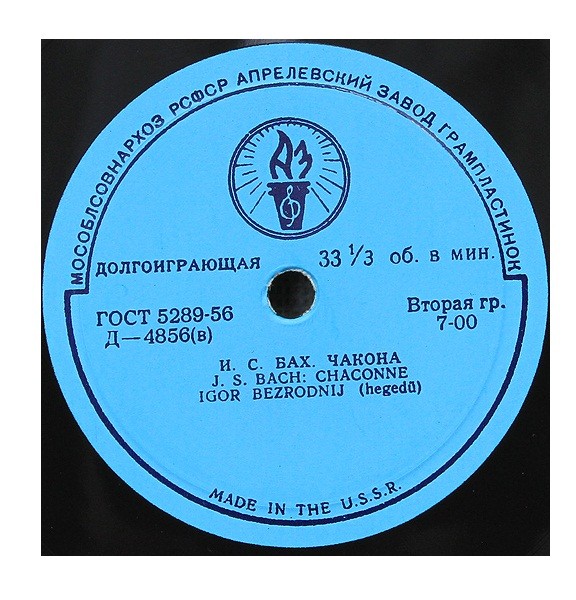 МОСОБЛСОВНАРХОЗ РСФСР АПРЕЛЕВСКИЙ ЗАВОД ГРАМПЛАСТИНОК
АЗ
ДОЛГОИГРАЮЩАЯ 33 1/3 об. в мин.
ГОСТ 5289-56 Вторая гр.
Д—4856(в) 7-00
И. С. БАХ. ЧАКОНА
J. S. BACH: CHACONNE
IGOR BEZRODNIJ (hegedű)
MADE IN THE U.S.S.R.